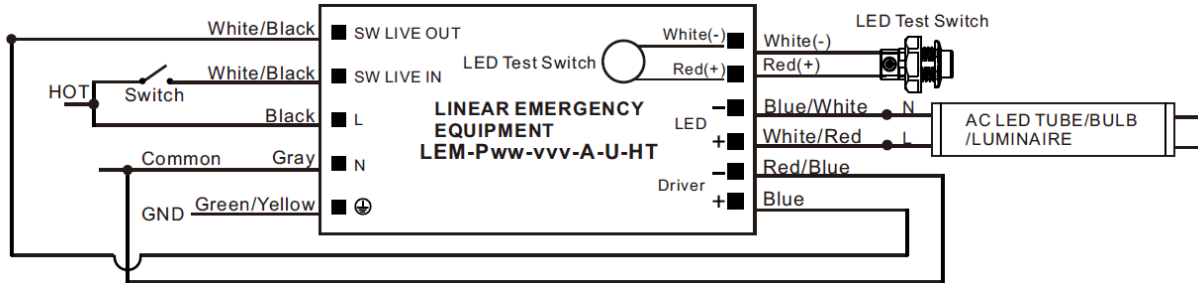 White/Black
SW LIVE OUT
White(-)
LED Test Switch
White(-)
LED Test Switch
Red(+)
Red(+)
White/Black
SW LIVE IN
HOT
Switch
Black
L
LINEAR EMERGENCY
EQUIPMENT
LEM-Pww-vvv-A-U-HT
LED
−
+
Blue/White
N
White/Red
L
AC LED TUBE/BULB
/LUMINAIRE
Common
Gray
N
Driver
−
+
Red/Blue
Blue
GND
Green/Yellow